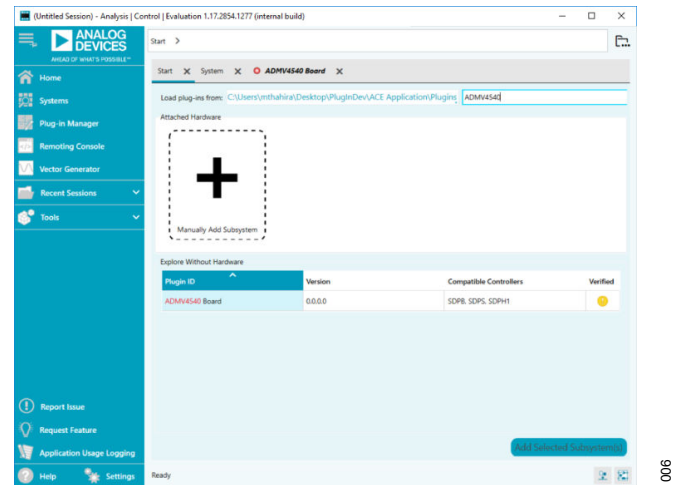 (Untitled Session) - Analysis | Control | Evaluation 1.17.2854.1277 (internal build)
ANALOG
DEVICES
AHEAD OF WHAT'S POSSIBLE™
Start >
Home
Systems
Plug-in Manager
Remoting Console
Vector Generator
Recent Sessions
Tools
Start X System X ADMV4540 Board X
Load plug-ins from: C:\Users\mthahira\Desktop\PlugInDev\ACE Application\Plugins ADMV4540
Attached Hardware
Manually Add Subsystem
Explore Without Hardware
Plugin ID Version Compatible Controllers Verified
ADMV4540 Board 0.0.0.0 SDPB, SDPS, SDPH1
Report Issue
Request Feature
Application Usage Logging
Add Selected Subsystem(s)
Help Settings Ready
006